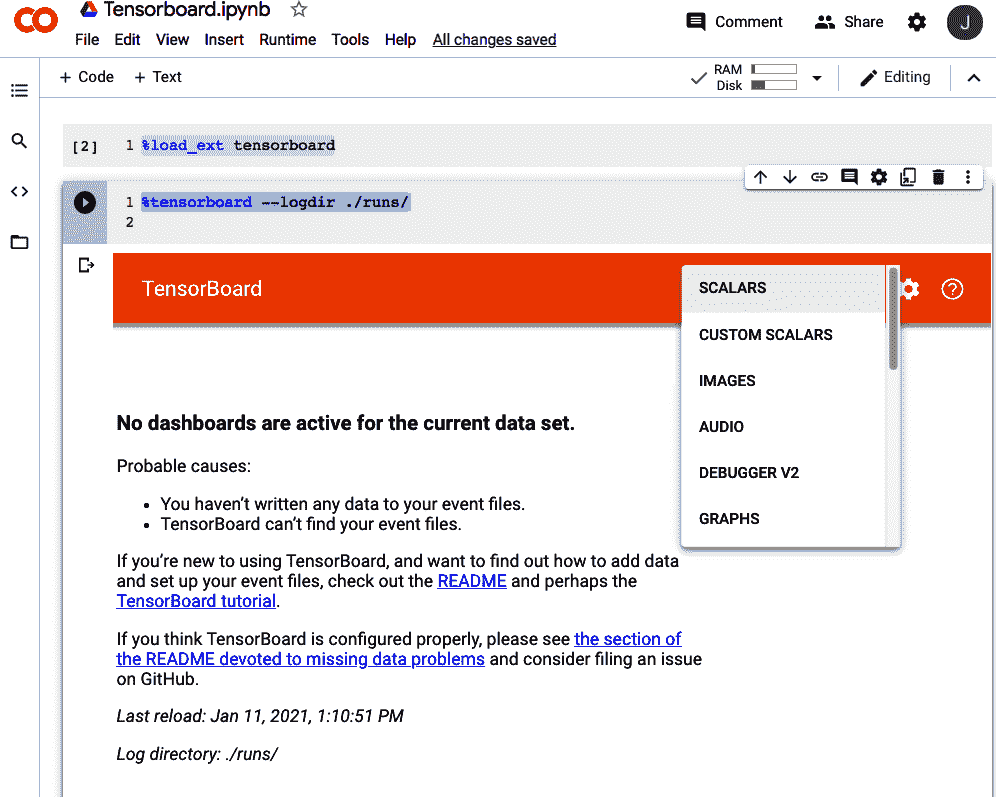 Tensorboard.ipynb
File Edit View Insert Runtime Tools Help All changes saved
Comment Share J
+ Code + Text
RAM
Disk
Editing
[2] 1 %load_ext tensorboard
1 %tensorboard --logdir ./runs/
2
TensorBoard
SCALARS
CUSTOM SCALARS
IMAGES
AUDIO
DEBUGGER V2
GRAPHS
No dashboards are active for the current data set.
Probable causes:
• You haven’t written any data to your event files.
• TensorBoard can’t find your event files.
If you’re new to using TensorBoard, and want to find out how to add data
and set up your event files, check out the README and perhaps the
TensorBoard tutorial.
If you think TensorBoard is configured properly, please see the section of
the README devoted to missing data problems and consider filing an issue
on GitHub.
Last reload: Jan 11, 2021, 1:10:51 PM
Log directory: ./runs/